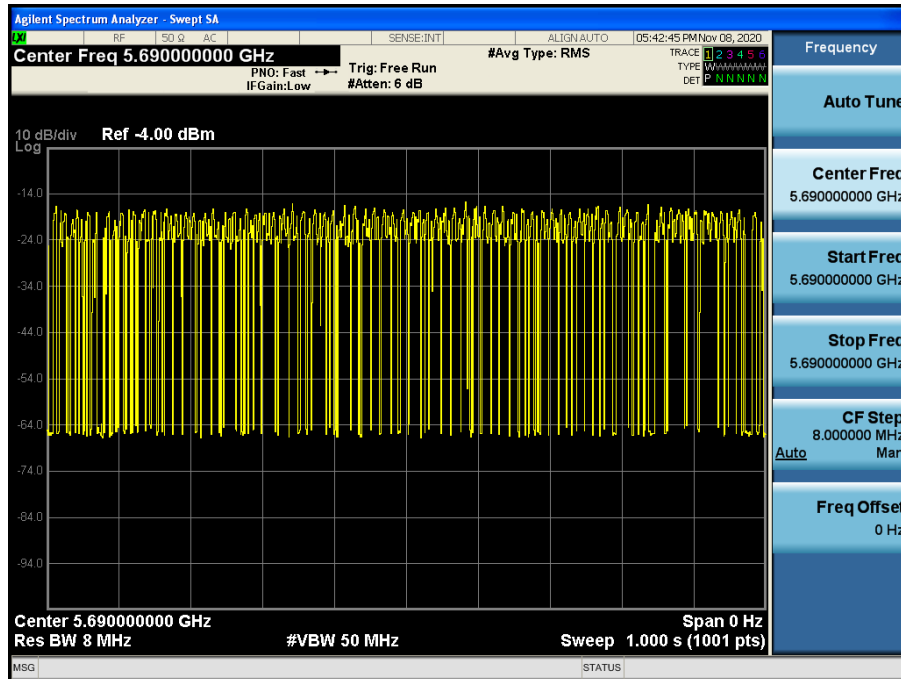 Agilent Spectrum Analyzer - Swept SA
LXI RF 50 Ω AC SENSE:INT ALIGN AUTO 05:42:45 PM Nov 08, 2020
Center Freq 5.690000000 GHz
PNO: Fast
IFGain:Low
Trig: Free Run
#Atten: 6 dB
#Avg Type: RMS
TRACE 1 2 3 4 5 6
TYPE WWWWWW
DET P N N N N N
10 dB/div Ref -4.00 dBm
Log
-14.0
-24.0
-34.0
-44.0
-54.0
-64.0
-74.0
-84.0
-94.0
Center 5.690000000 GHz Span 0 Hz
Res BW 8 MHz #VBW 50 MHz Sweep 1.000 s (1001 pts)
MSG STATUS
Frequency
Auto Tune
Center Freq
5.690000000 GHz
Start Freq
5.690000000 GHz
Stop Freq
5.690000000 GHz
CF Step
8.000000 MHz
Auto Man
Freq Offset
0 Hz